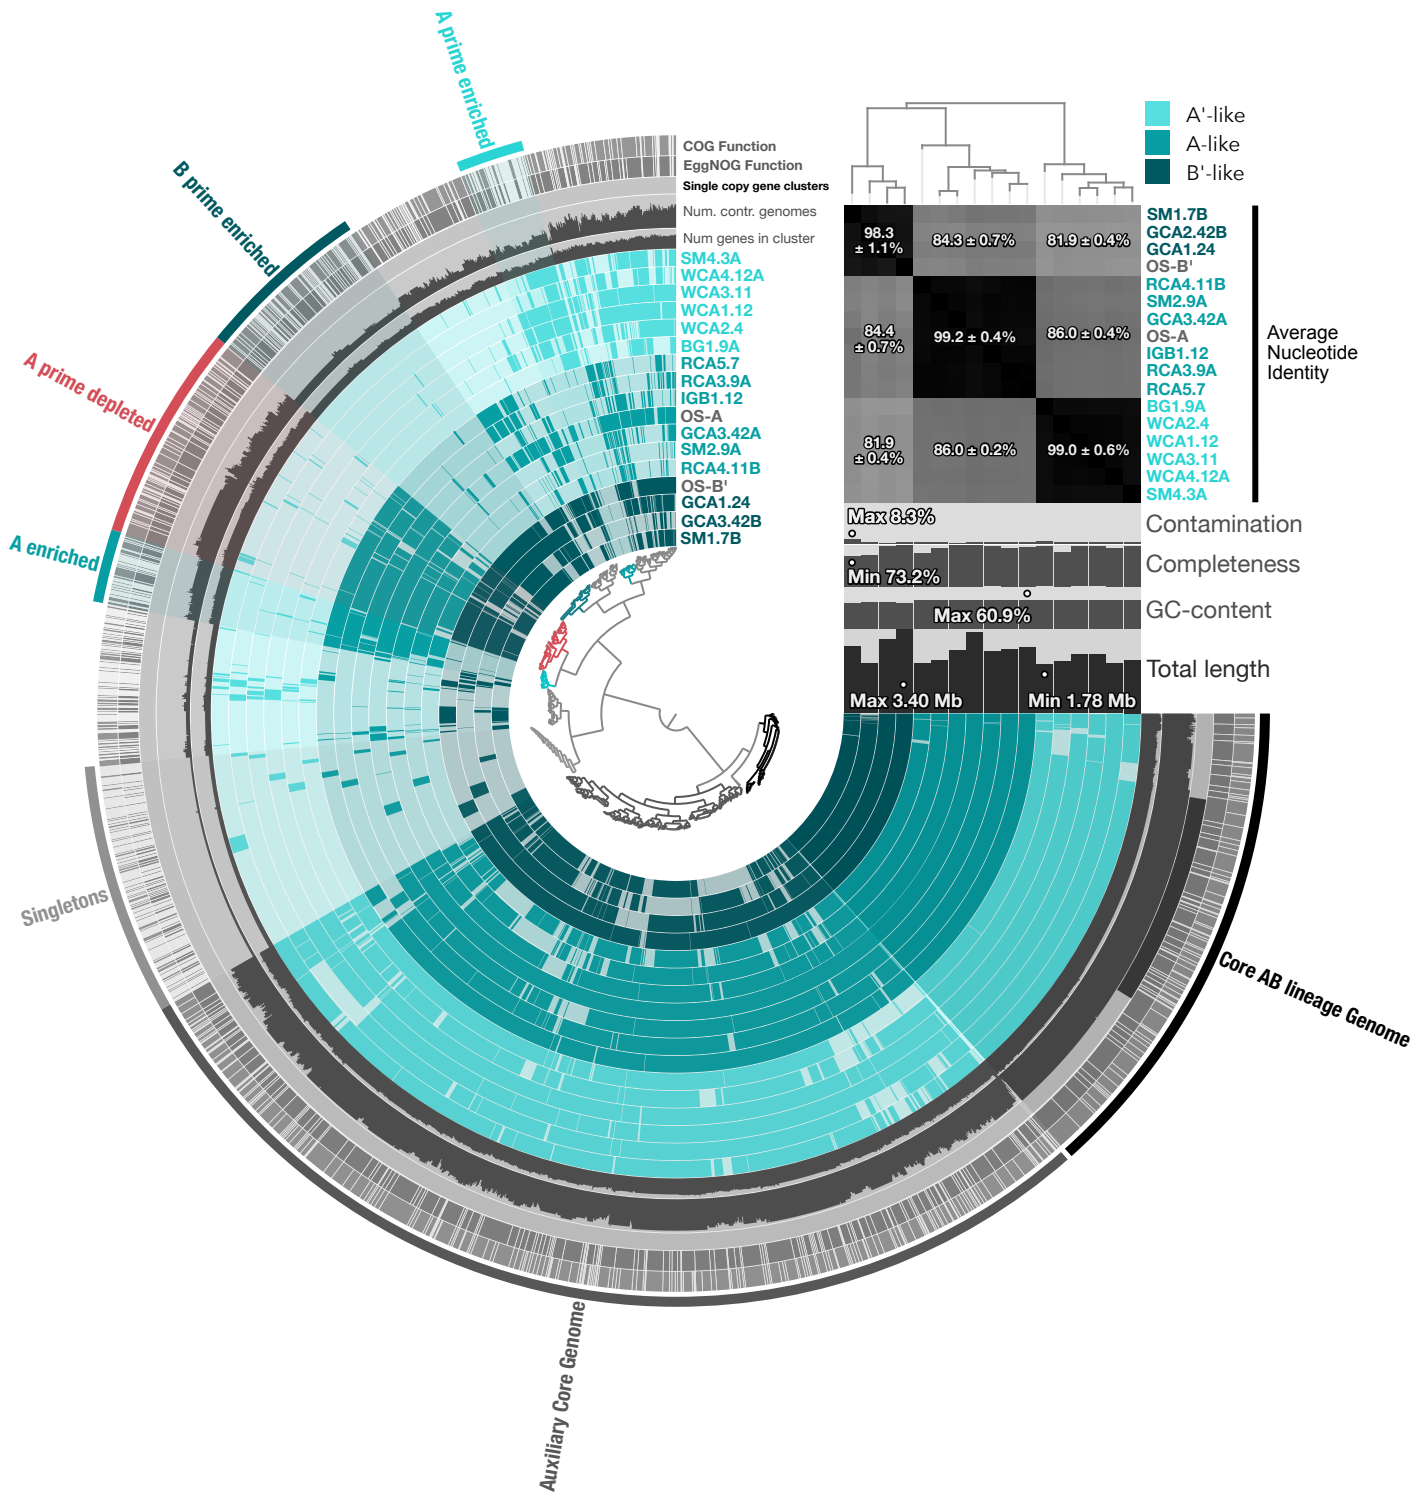 A prime enriched
B prime enriched
A prime depleted
A enriched
Singletons
Auxiliary Core Genome
Core AB lineage Genome
COG Function
EggNOG Function
Single copy gene clusters
Num. contr. genomes
Num genes in cluster
SM4.3A
WCA4.12A
WCA3.11
WCA1.12
WCA2.4
BG1.9A
RCA5.7
RCA3.9A
IGB1.12
OS-A
GCA3.42A
SM2.9A
RCA4.11B
OS-B'
GCA1.24
GCA3.42B
SM1.7B
A'-like
A-like
B'-like
SM1.7B
GCA2.42B
GCA1.24
OS-B'
RCA4.11B
SM2.9A
GCA3.42A
OS-A
IGB1.12
RCA3.9A
RCA5.7
BG1.9A
WCA2.4
WCA1.12
WCA3.11
WCA4.12A
SM4.3A
Average
Nucleotide
Identity
98.3
± 1.1%
84.3 ± 0.7%
81.9 ± 0.4%
84.4
± 0.7%
99.2 ± 0.4%
86.0 ± 0.4%
81.9
± 0.4%
86.0 ± 0.2%
99.0 ± 0.6%
Max 8.3%
Contamination
Min 73.2%
Completeness
Max 60.9%
GC-content
Max 3.40 Mb
Min 1.78 Mb
Total length